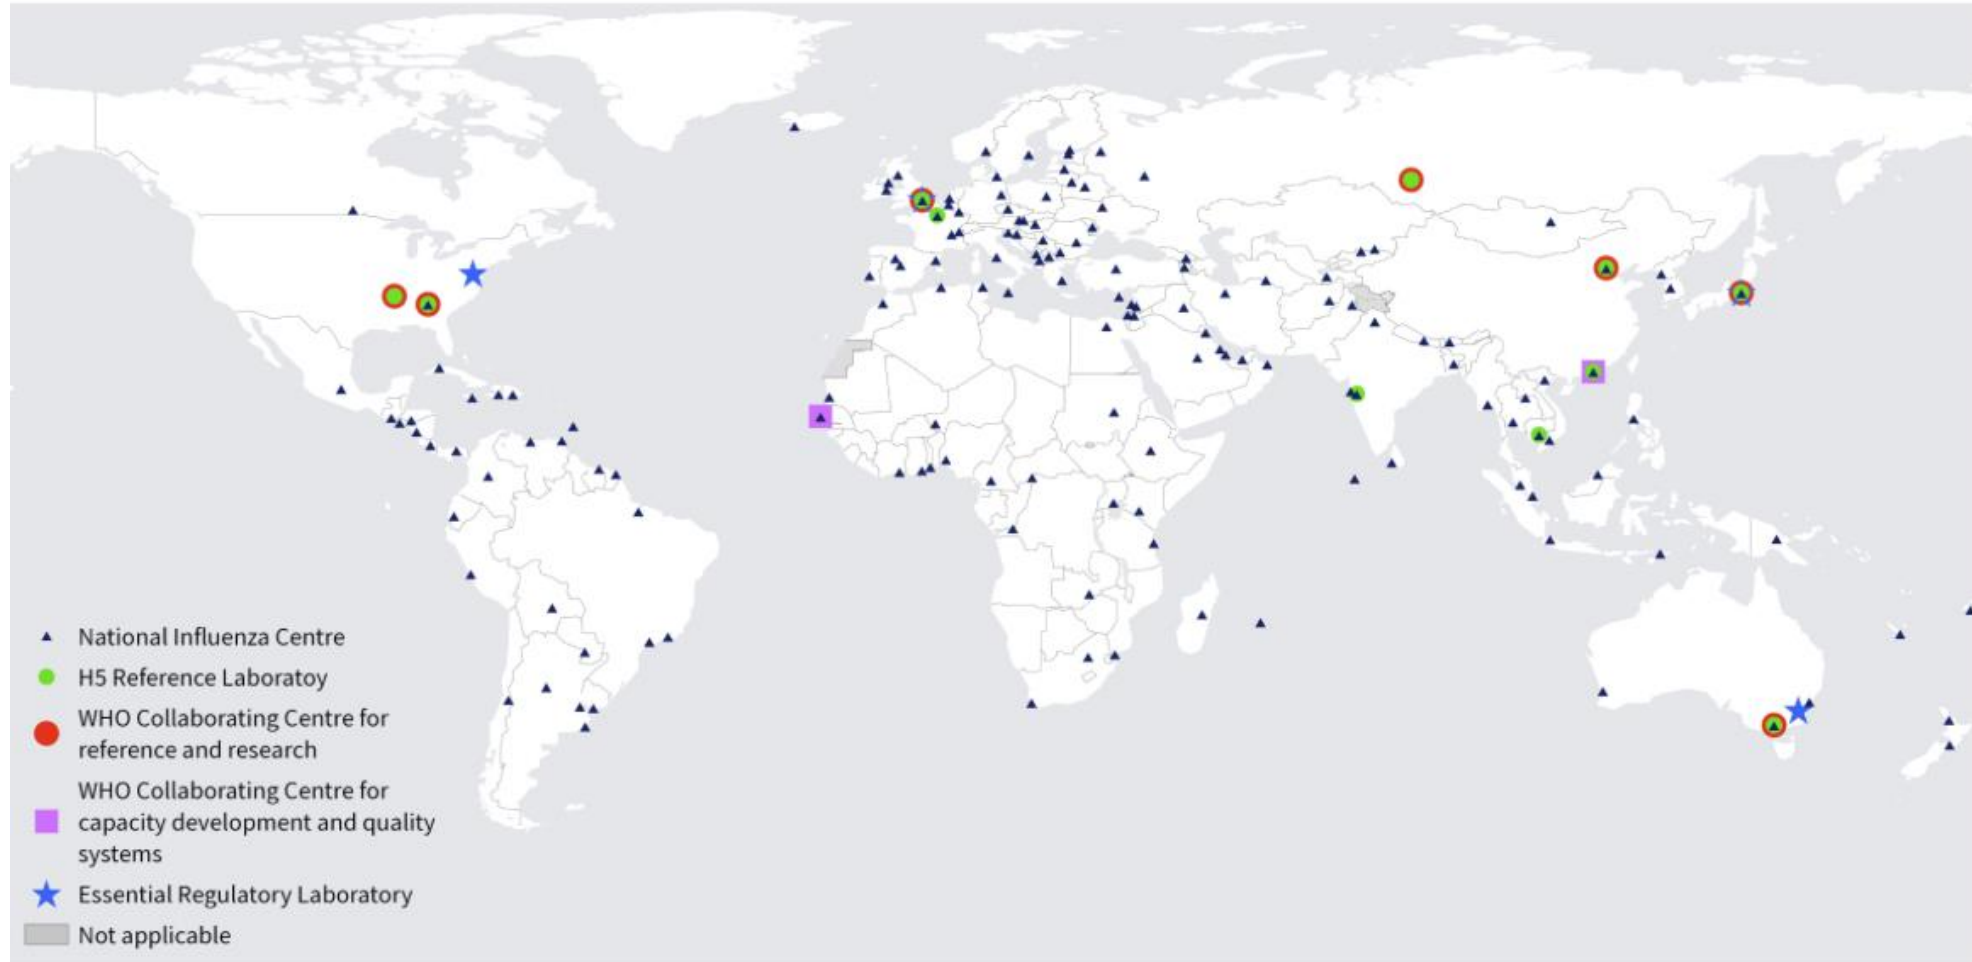 National Influenza Centre
H5 Reference Laboratoy
WHO Collaborating Centre for
reference and research
WHO Collaborating Centre for
capacity development and quality
systems
Essential Regulatory Laboratory
Not applicable